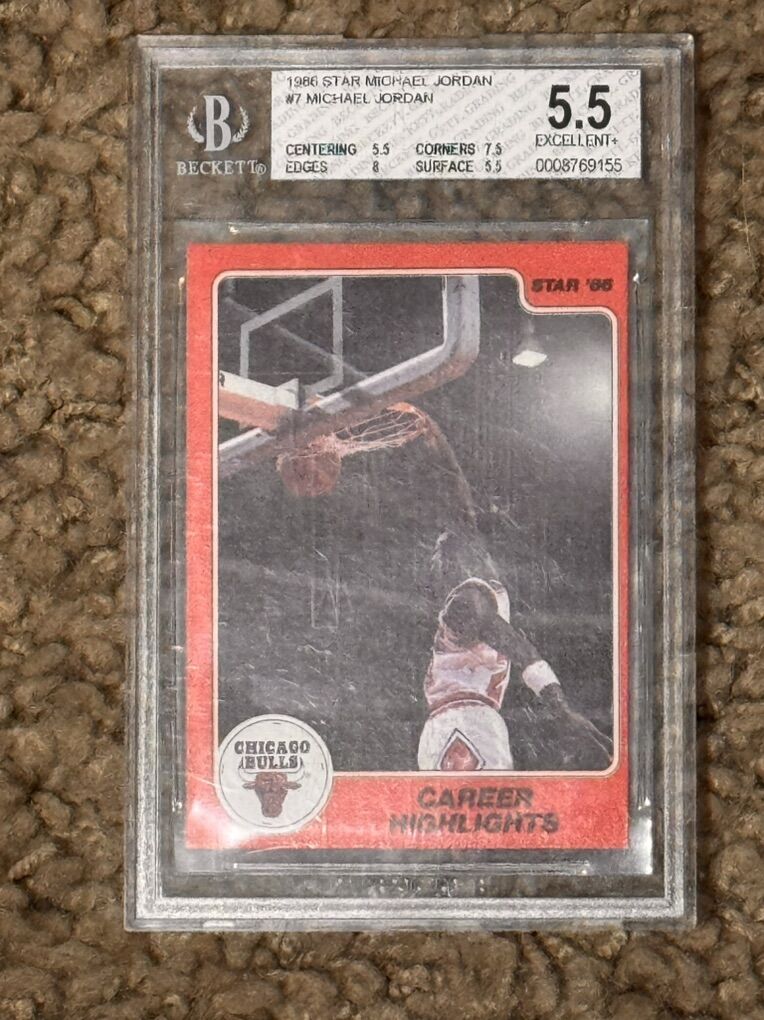 1986 STAR MICHAEL JORDAN
#7 MICHAEL JORDAN
CENTERING 5.5 CORNERS 7.5
EDGES 8 SURFACE 5.5
5.5
EXCELLENT+
0008769155
B
BECKETT®
STAR '86
CHICAGO
BULLS
CAREER
HIGHLIGHTS